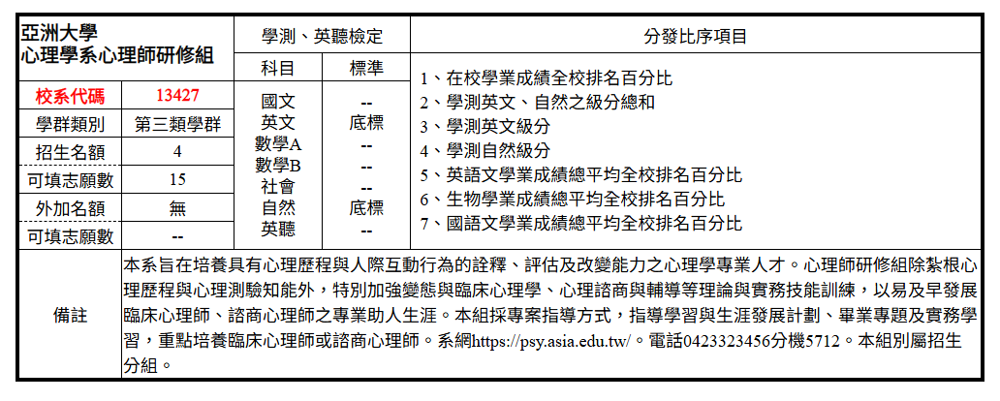 亞洲大學
心理學系心理師研修組
學測、英聽檢定
分發比序項目
科目
標準
校系代碼
13427
學群類別
第三類學群
招生名額
4
可填志願數
15
外加名額
無
可填志願數
--
國文
--
英文
底標
數學A
--
數學B
--
社會
--
自然
底標
英聽
--
1、在校學業成績全校排名百分比
2、學測英文、自然之級分總和
3、學測英文級分
4、學測自然級分
5、英語文學業成績總平均全校排名百分比
6、生物學業成績總平均全校排名百分比
7、國語文學業成績總平均全校排名百分比
備註
本系旨在培養具有心理歷程與人際互動行為的詮釋、評估及改變能力之心理學專業人才。心理師研修組除紮根心
理歷程與心理測驗知能外，特別加強變態與臨床心理學、心理諮商與輔導等理論與實務技能訓練，以易及早發展
臨床心理師、諮商心理師之專業助人生涯。本組採專案指導方式，指導學習與生涯發展計劃、畢業專題及實務學
習，重點培養臨床心理師或諮商心理師。系網https://psy.asia.edu.tw/。電話0423323456分機5712。本組別屬招生
分組。